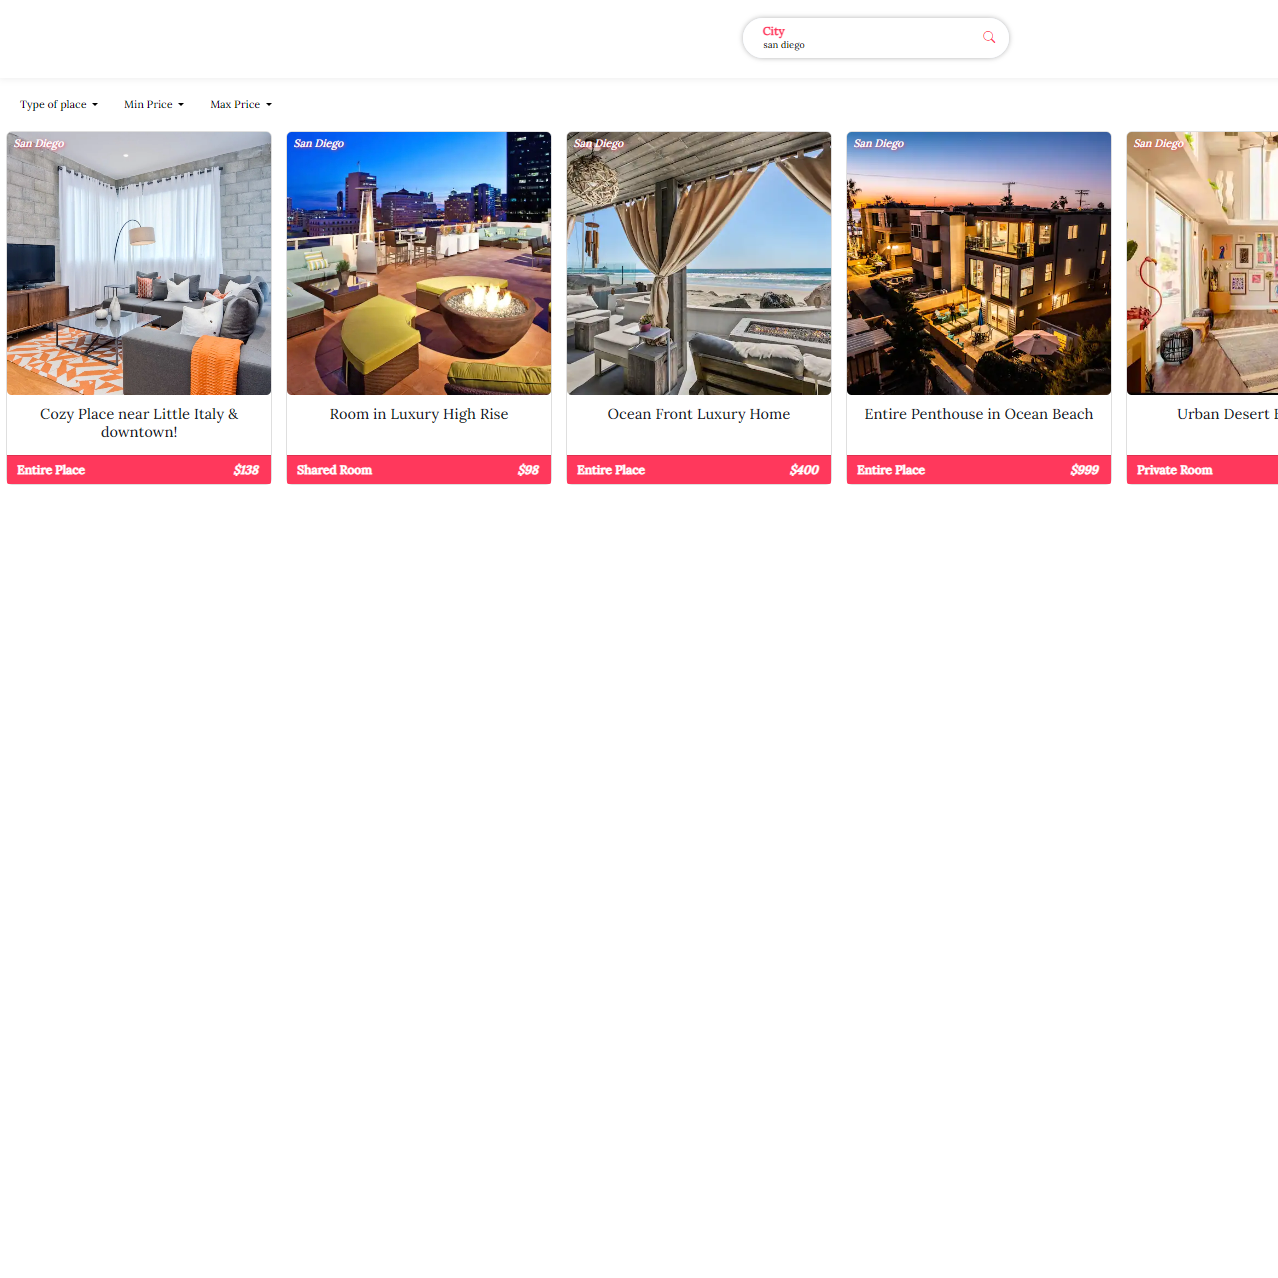 City
san diego
Type of place
Min Price
Max Price
San Diego
San Diego
San Diego
San Diego
San Diego
Cozy Place near Little Italy &
downtown!
Room in Luxury High Rise
Ocean Front Luxury Home
Entire Penthouse in Ocean Beach
Urban Desert
Entire Place
$138
Shared Room
$98
Entire Place
$400
Entire Place
$999
Private Room